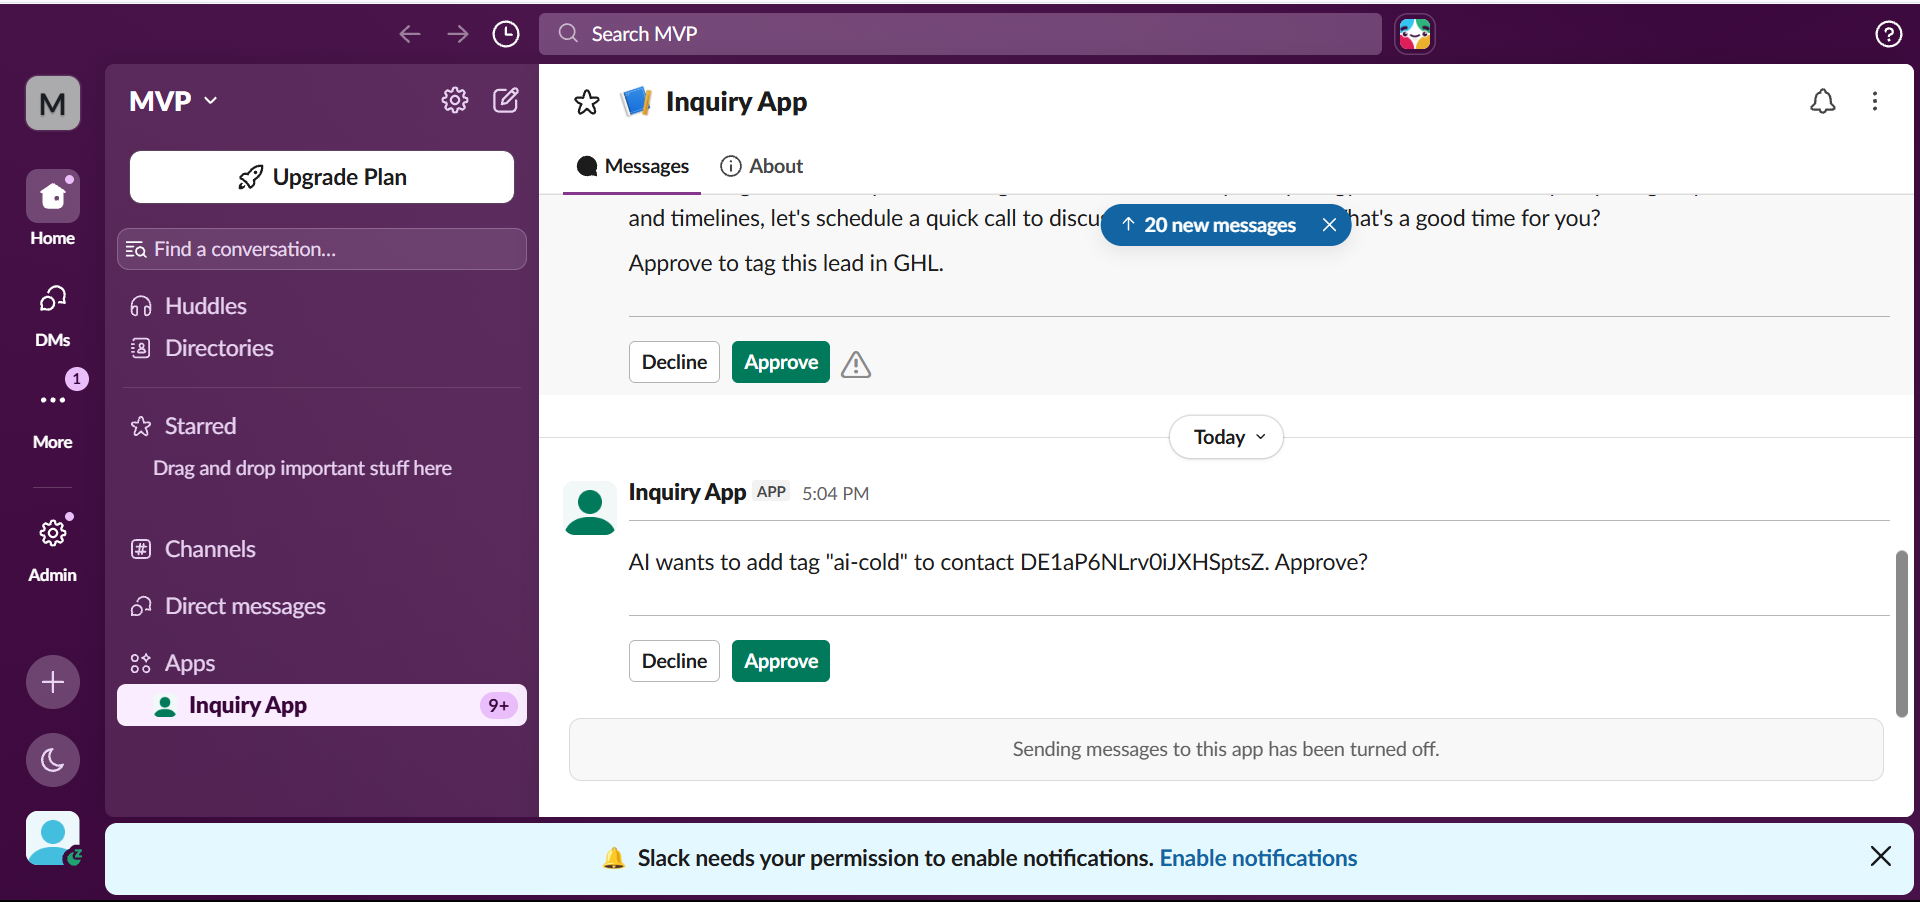 Search MVP
M
MVP
Upgrade Plan
Home
Find a conversation...
Huddles
DMs
Directories
1
More
Starred
Drag and drop important stuff here
Admin
Channels
Direct messages
Apps
Inquiry App 9+
Inquiry App
Messages
About
and timelines, let's schedule a quick call to
20 new messages
a good time for you?
Approve to tag this lead in GHL.
Decline
Approve
Today
Inquiry App APP 5:04 PM
AI wants to add tag "ai-cold" to contact DE1aP6NLrv0iJXHSptsZ. Approve?
Decline
Approve
Sending messages to this app has been turned off.
Slack needs your permission to enable notifications. Enable notifications